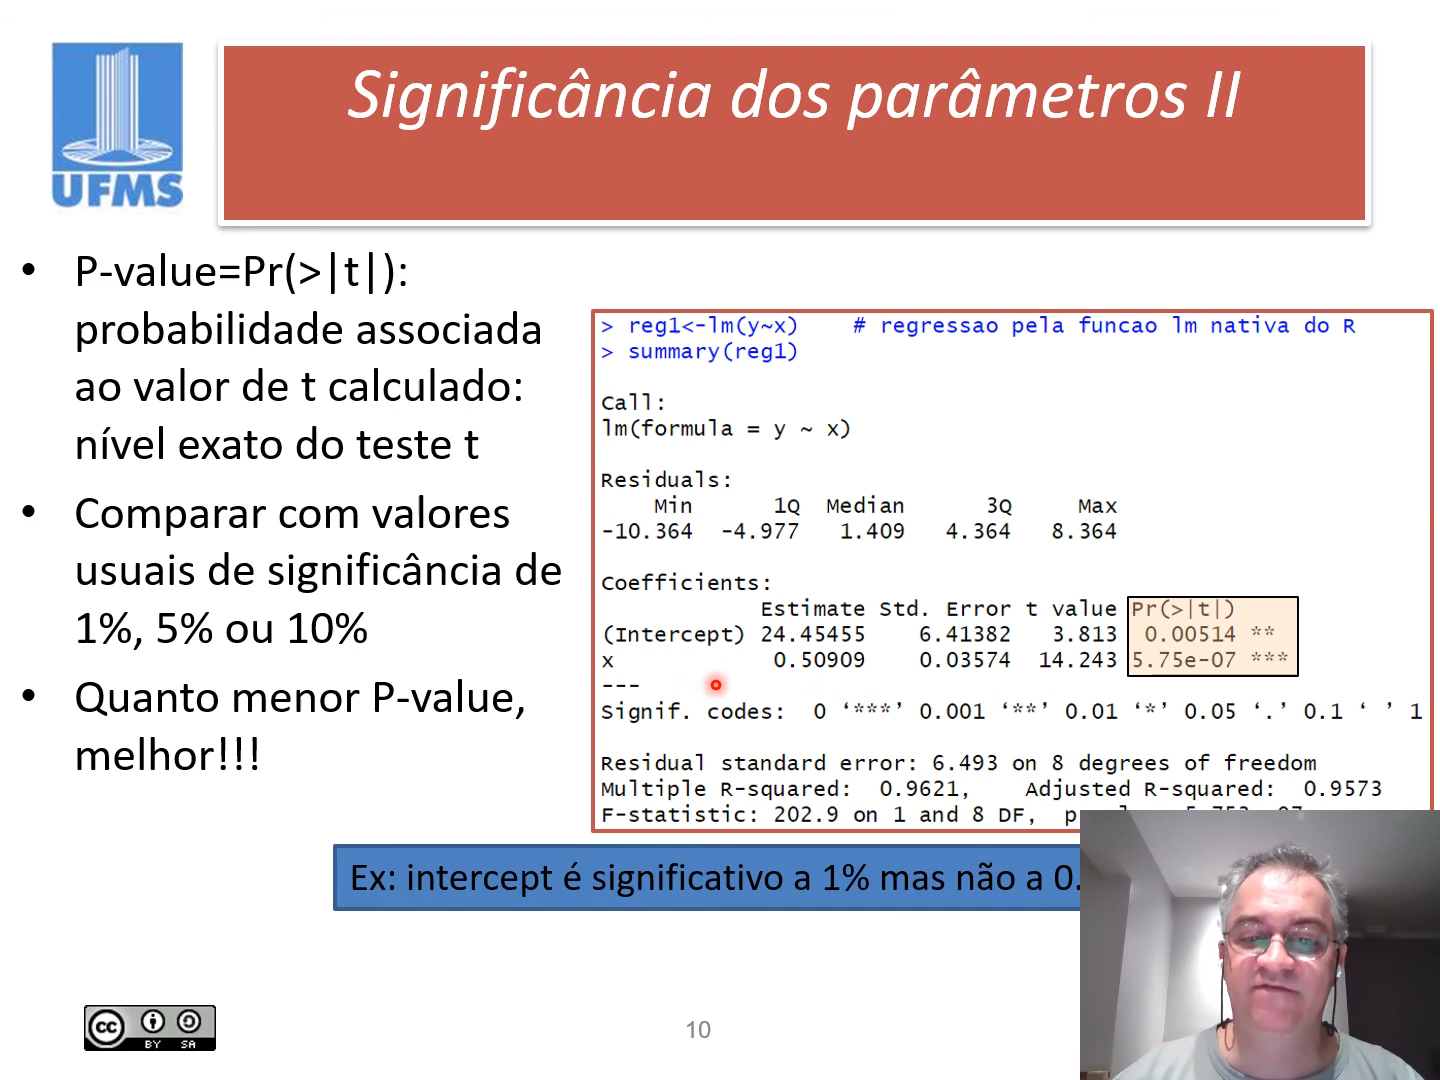 Significância dos parâmetros II
UFMS
• P-value=Pr(>|t|):
probabilidade associada
ao valor de t calculado:
nível exato do teste t
• Comparar com valores
usuais de significância de
1%, 5% ou 10%
• Quanto menor P-value,
melhor!!!
> reg1<-lm(y~x)    # regressao pela funcao lm nativa do R
> summary(reg1)
Call:
lm(formula = y ~ x)
Residuals:
    Min      1Q  Median      3Q     Max
-10.364  -4.977   1.409   4.364   8.364
Coefficients:
            Estimate Std. Error t value Pr(>|t|)
(Intercept) 24.45455    6.41382   3.813  0.00514 **
x            0.50909    0.03574  14.243 5.75e-07 ***
---
Signif. codes:  0 ‘***’ 0.001 ‘**’ 0.01 ‘*’ 0.05 ‘.’ 0.1 ‘ ’ 1
Residual standard error: 6.493 on 8 degrees of freedom
Multiple R-squared:  0.9621,    Adjusted R-squared:  0.9573
F-statistic: 202.9 on 1 and 8 DF,
Ex: intercept é significativo a 1% mas não a 0.
cc
BY SA
10